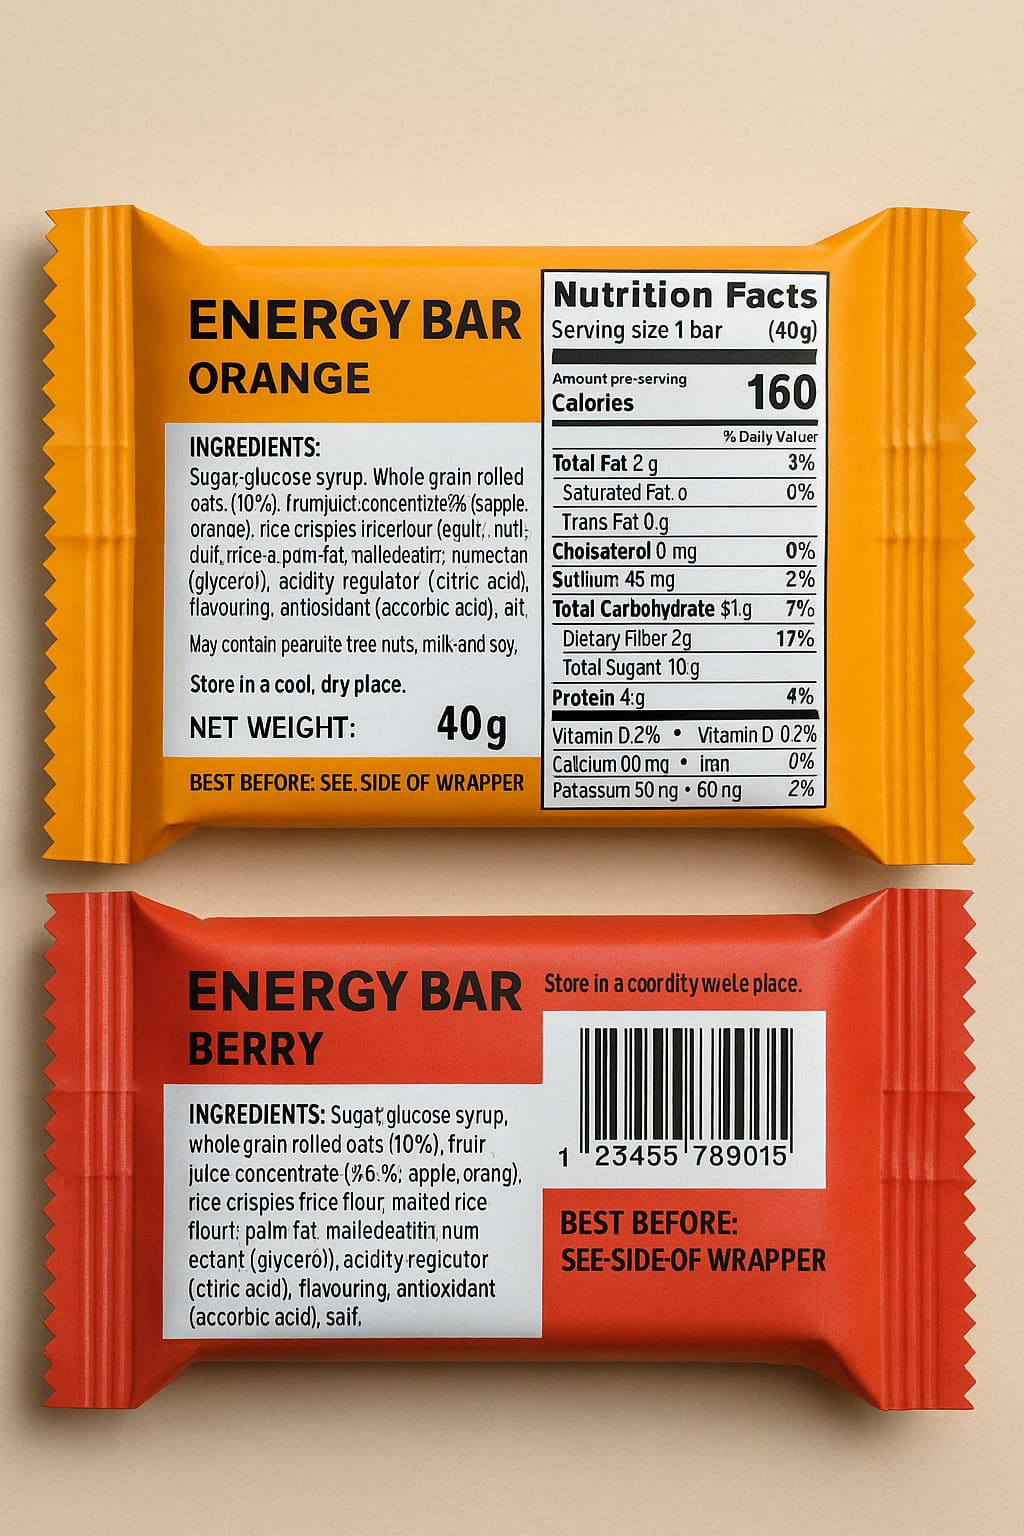 ENERGY BAR
ORANGE
INGREDIENTS:
Sugar,-glucose syrup. Whole grain rolled
oats. (10%).
orange). rice crispies
(glycerol), acidity regulator (citric acid),
flavouring, antiosidant (accorbic acid), ait,
May contain pearuite tree nuts, milk-and soy,
Store in a cool, dry place.
NET WEIGHT: 40g
BEST BEFORE: SEE. SIDE OF WRAPPER
Nutrition Facts
Serving size 1 bar (40g)
Amount pre-serving
Calories 160
% Daily Valuer
Total Fat 2 g 3%
Saturated Fat. o 0%
Trans Fat 0.g
Choisaterol 0 mg 0%
Sutlium 45 mg 2%
Total Carbohydrate $1.g 7%
Dietary Filber 2g 17%
Total Sugant 10.g
Protein 4:g 4%
Vitamin D.2% • Vitamin D 0.2%
Calcium 00 mg • iran 0%
Patassum 50 ng • 60 ng 2%
ENERGY BAR
BERRY
INGREDIENTS: Sugat, glucose syrup,
whole grain rolled oats (10%), fruir
julce concentrate apple, orang),
rice crispies frice flour, maited rice
flourt: palm fat, num
ectant acidity regicutor
(ctiric acid), flavouring, antioxidant
(accorbic acid), saif.
Store in a coordity wele place.
1 23455 789015
BEST BEFORE:
SEE-SIDE-OF WRAPPER